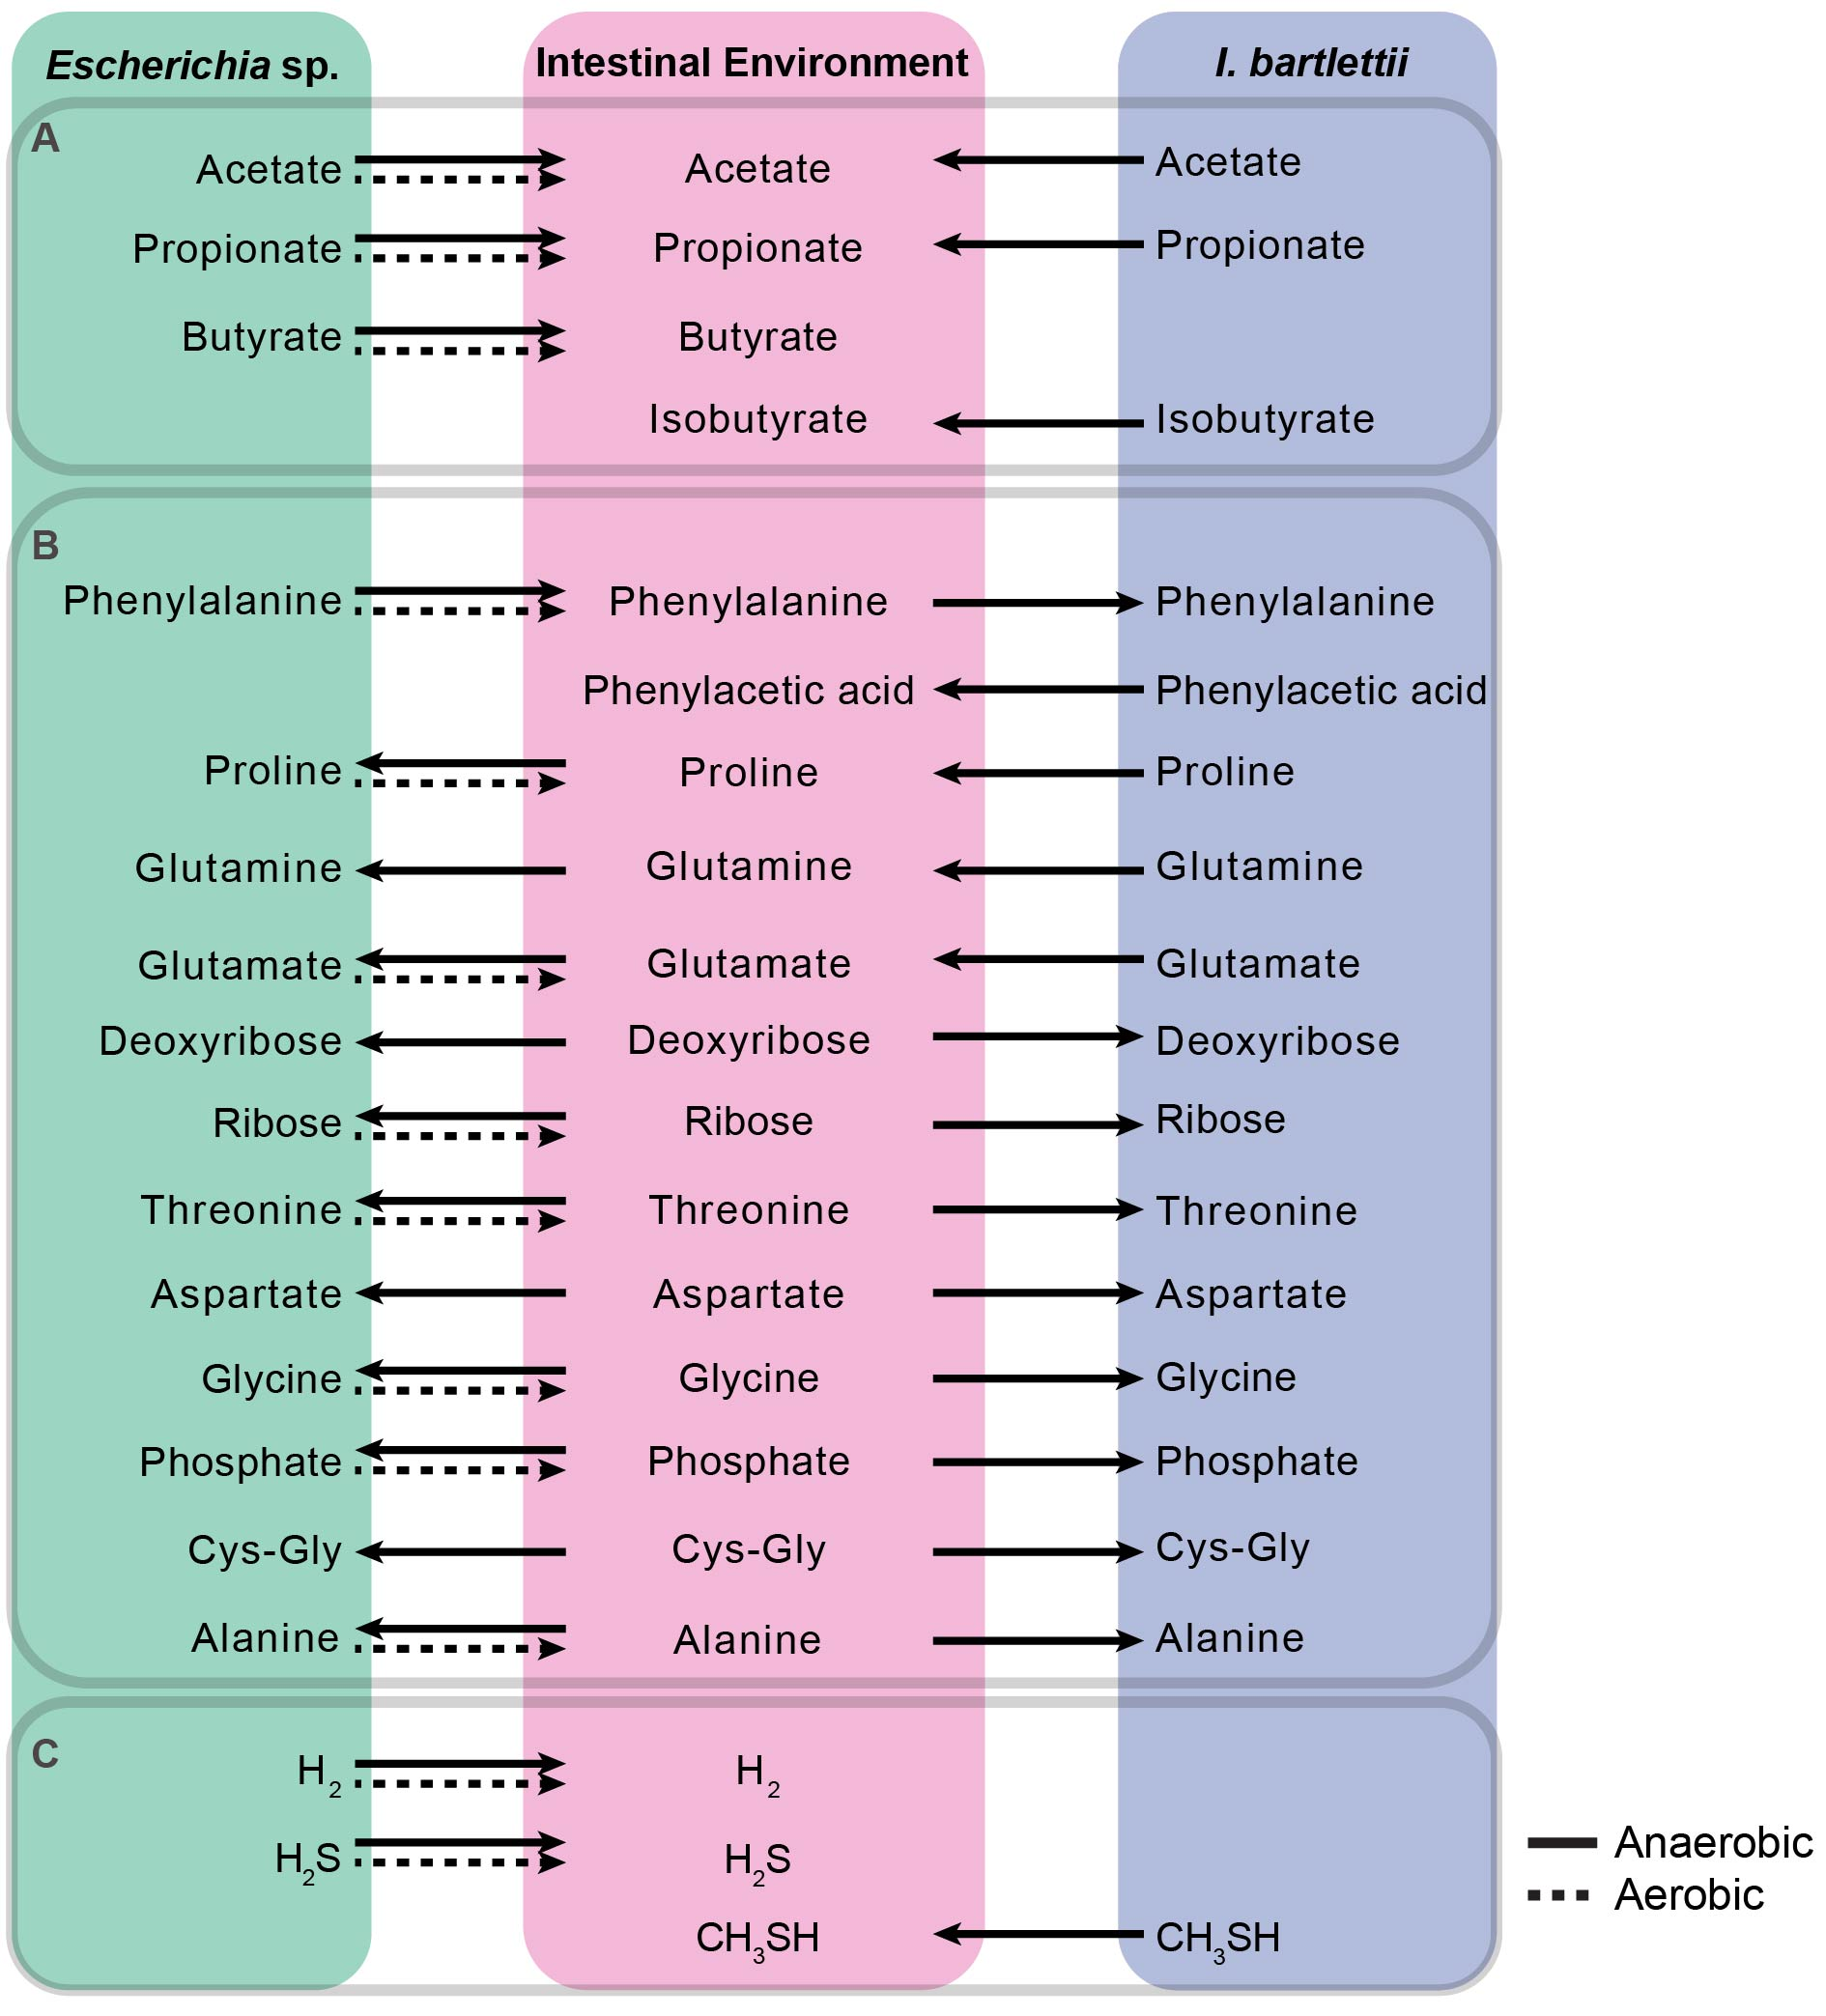 Escherichia sp. Intestinal Environment I. bartlettii
A
Acetate Acetate Acetate
Propionate Propionate Propionate
Butyrate Butyrate
Isobutyrate Isobutyrate
B
Phenylalanine Phenylalanine Phenylalanine
Phenylacetic acid Phenylacetic acid
Proline Proline Proline
Glutamine Glutamine Glutamine
Glutamate Glutamate Glutamate
Deoxyribose Deoxyribose Deoxyribose
Ribose Ribose Ribose
Threonine Threonine Threonine
Aspartate Aspartate Aspartate
Glycine Glycine Glycine
Phosphate Phosphate Phosphate
Cys-Gly Cys-Gly Cys-Gly
Alanine Alanine Alanine
C
H2 H2
H2S H2S
CH3SH CH3SH
Anaerobic
Aerobic